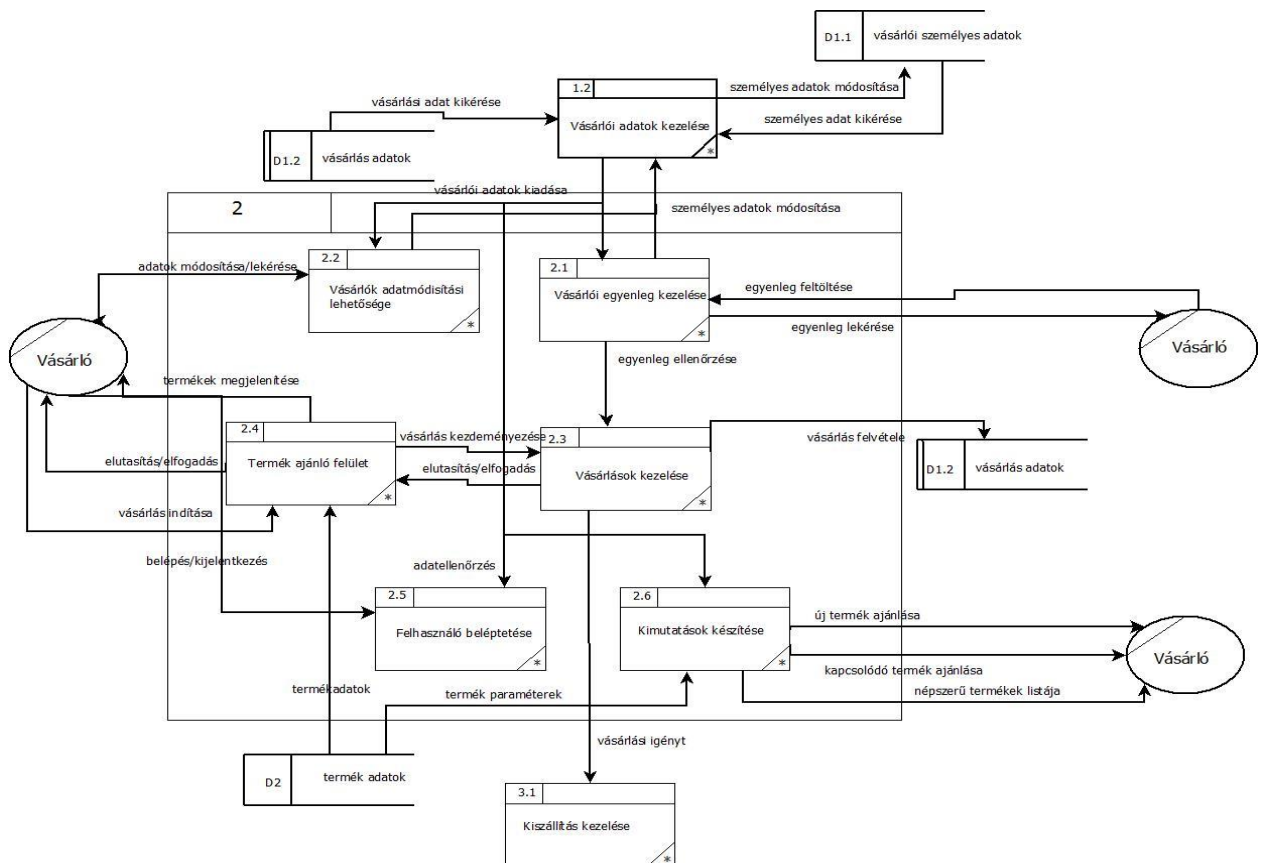 D1.1
vásárlói személyes adatok
1.2
személyes adatok módosítása
vásárlási adat kikérése
Vásárlói adatok kezelése
személyes adat kikérése
*
D1.2
vásárlás adatok
vásárlói adatok kiadása
2
személyes adatok módosítása
2.2
2.1
adatok módosítása/lekérése
Vásárlók adatmódisítási
lehetősége
*
Vásárlói egyenleg kezelése
*
egyenleg feltöltése
egyenleg lekérése
Vásárló
Vásárló
egyenleg ellenőrzése
termékek megjelenítése
2.4
vásárlás kezdeményezése
2.3
vásárlás felvétele
elutasítás/elfogadás
Termék ajánló felület
elutasítás/elfogadás
Vásárlások kezelése
D1.2
vásárlás adatok
*
*
vásárlás indítása
belépés/kijelentkezés
adatellenőrzés
2.5
2.6
új termék ajánlása
Felhasználó beléptetése
Kimutatások készítése
Vásárló
*
*
kapcsolódó termék ajánlása
termékadatok
termék paraméterek
népszerű termékek listája
vásárlási igényt
D2
termék adatok
3.1
Kiszállítás kezelése
*